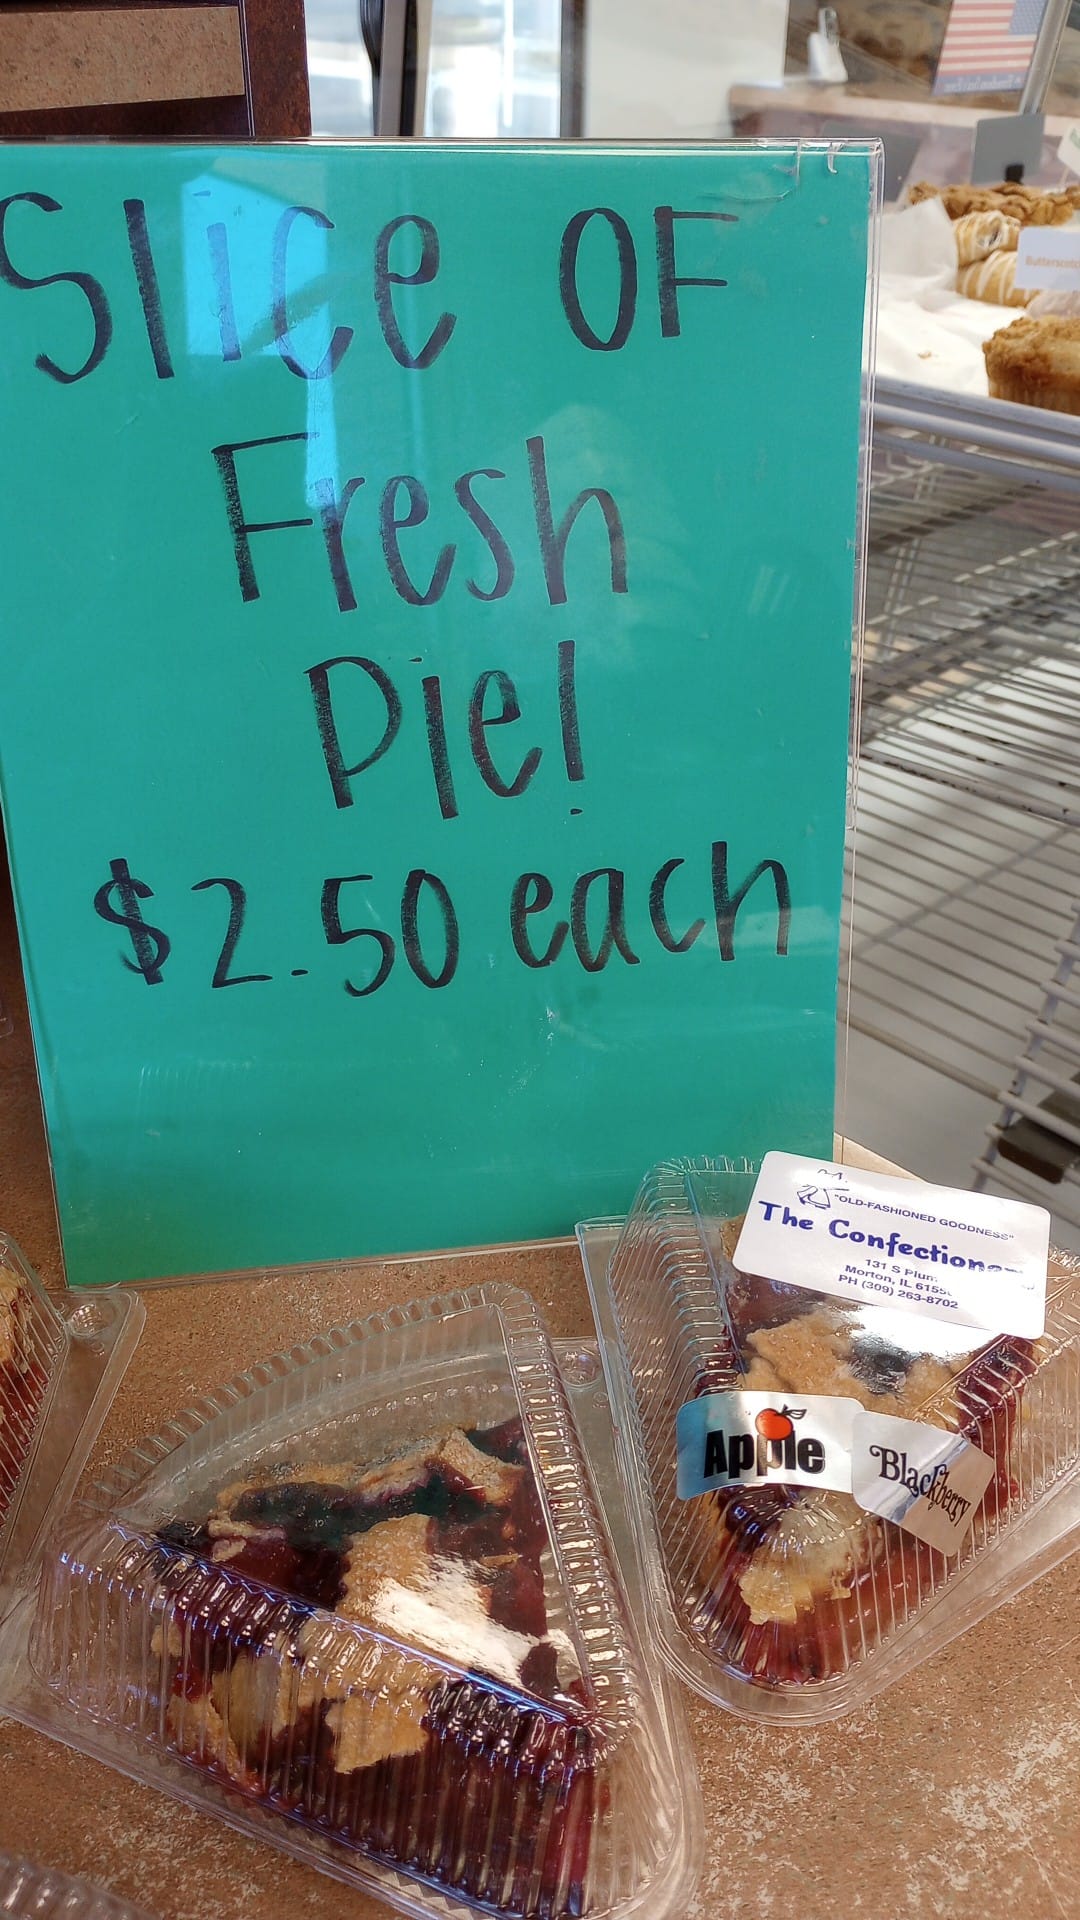 Slice OF
Fresh
Pie!
$2.50 each
"OLD-FASHIONED GOODNESS"
The
131 S
Morton, IL
PH (309) 263-8702
Apple
Blackberry